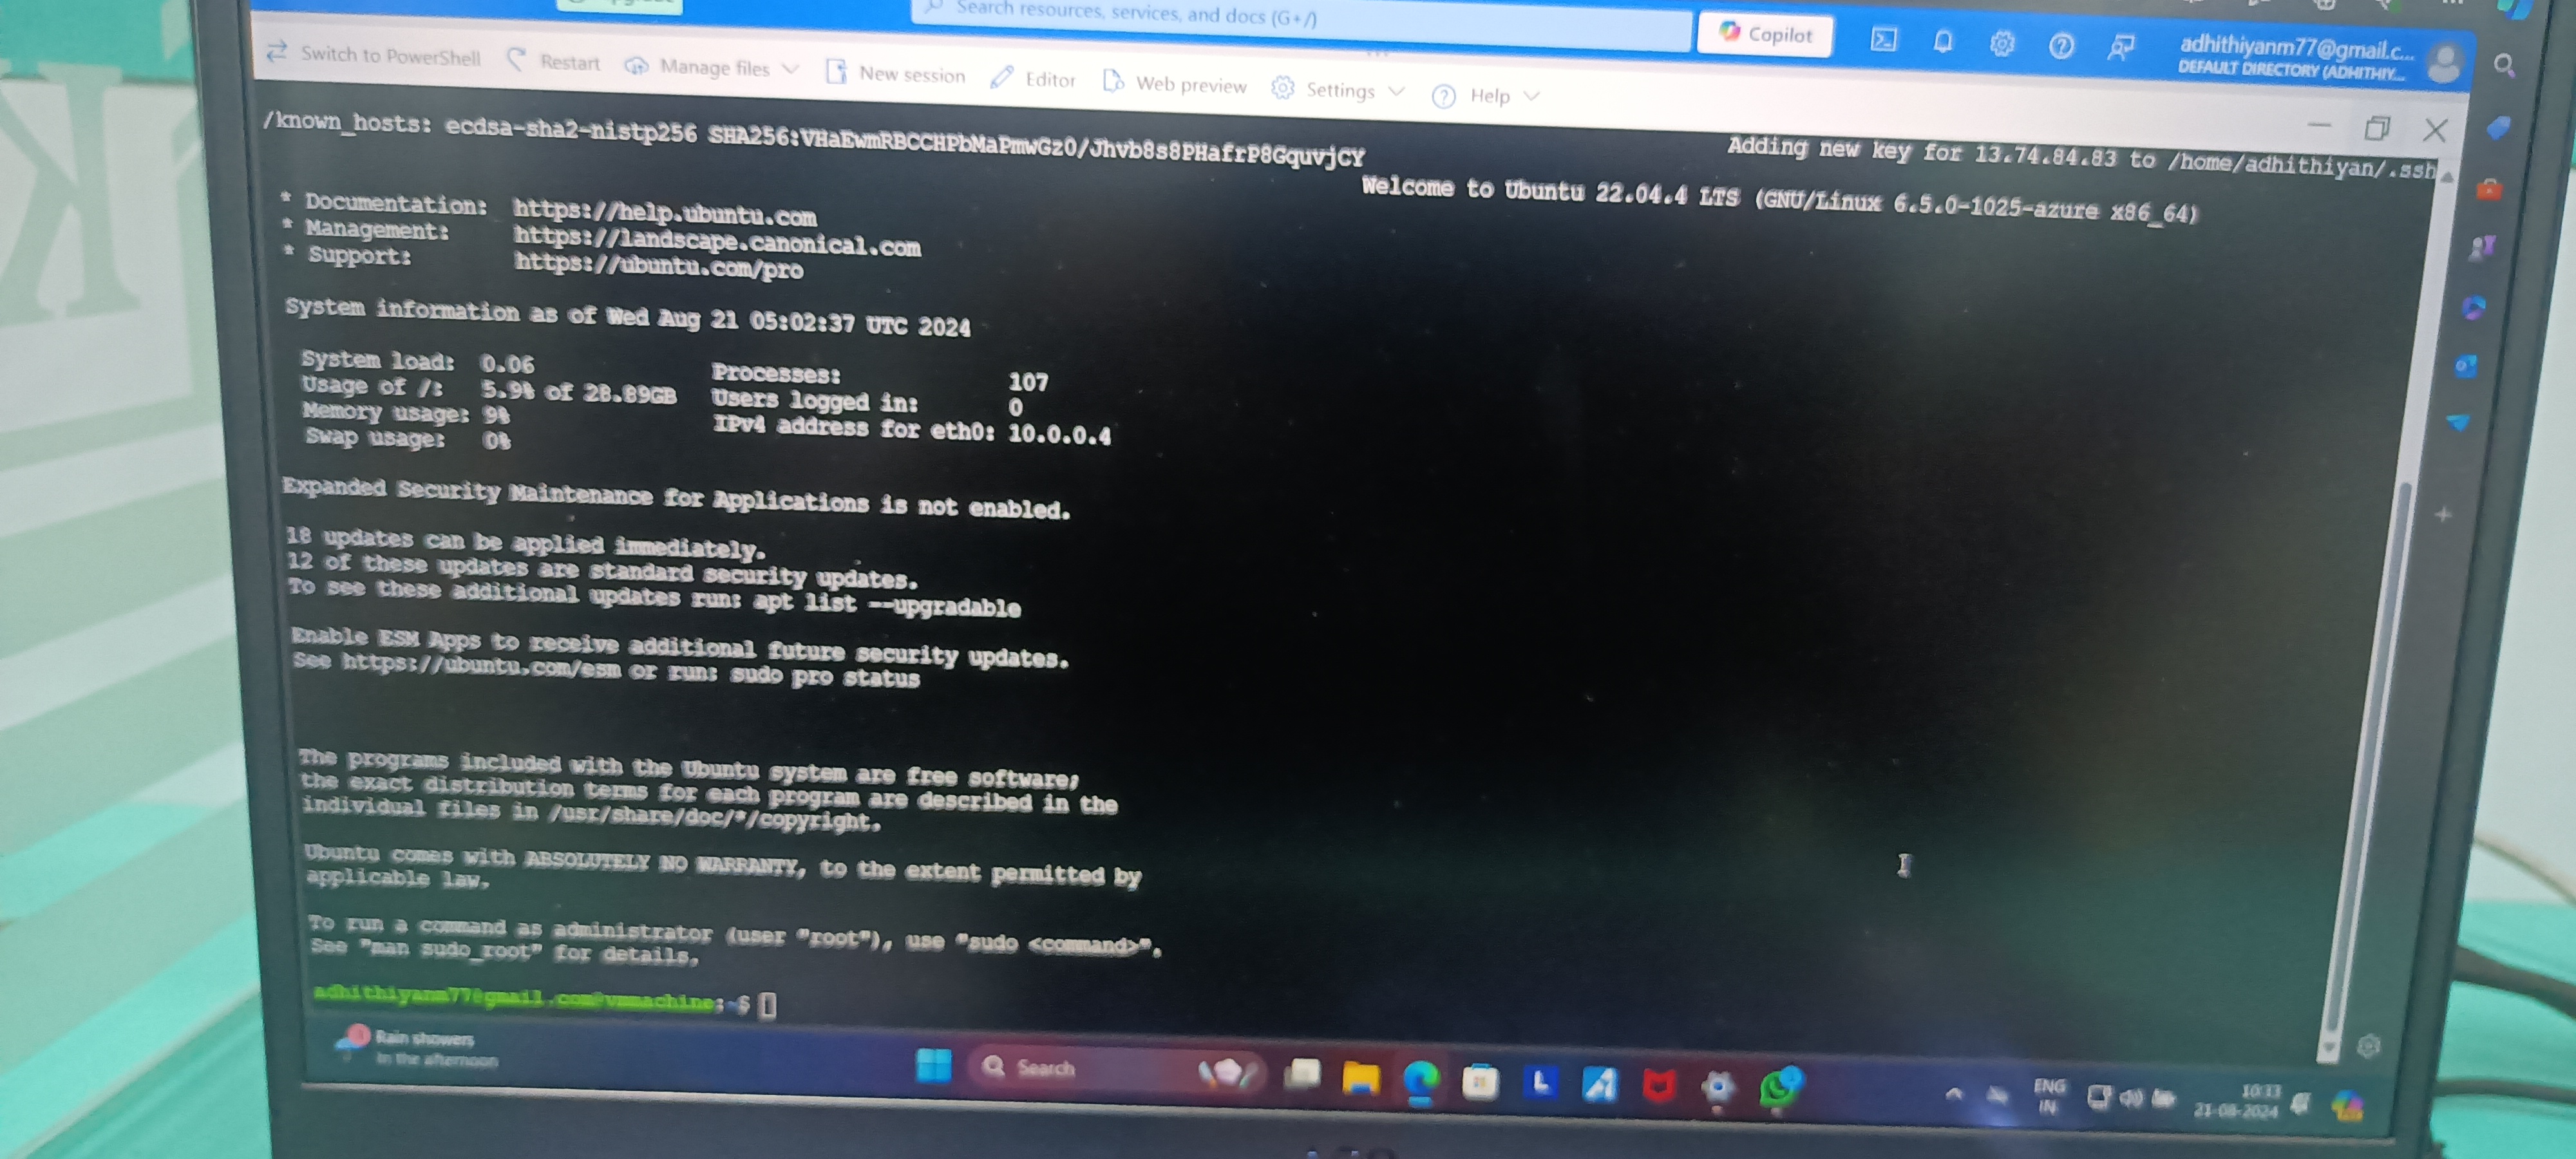 Search resources, services, and docs (G+/)
Copilot
adhithiyanm77@gmail.c...
DEFAULT DIRECTORY (ADHITHIY...
Switch to PowerShell
Restart
Manage files
New session
Editor
Web preview
Settings
Help
Adding new key for 13.74.84.83 to /home/adhithiyan/.ssh
/known_hosts: ecdsa-sha2-nistp256 SHA256:VHaEwmRBCCHPbMaPmwGz0/Jhvb8s8PHafrP8GquvjCY
Welcome to Ubuntu 22.04.4 LTS (GNU/Linux 6.5.0-1025-azure x86_64)
* Documentation: https://help.ubuntu.com
* Management: https://landscape.canonical.com
* Support: https://ubuntu.com/pro
System information as of Wed Aug 21 05:02:37 UTC 2024
System load: 0.06 Processes: 107
Usage of /: 5.9% of 28.89GB Users logged in: 0
Memory usage: 9% IPv4 address for eth0: 10.0.0.4
Swap usage: 0%
Expanded Security Maintenance for Applications is not enabled.
18 updates can be applied immediately.
12 of these updates are standard security updates.
To see these additional updates run: apt list --upgradable
Enable ESM Apps to receive additional future security updates.
See https://ubuntu.com/esm or run: sudo pro status
The programs included with the Ubuntu system are free software;
the exact distribution terms for each program are described in the
individual files in /usr/share/doc/*/copyright.
Ubuntu comes with ABSOLUTELY NO WARRANTY, to the extent permitted by
applicable law.
To run a command as administrator (user "root"), use "sudo <command>".
See "man sudo_root" for details.
adhithiyanm77@gmail.com@vmmachine:~$
Rain showers
In the afternoon
Search
ENG
IN
10:33
21-08-2024